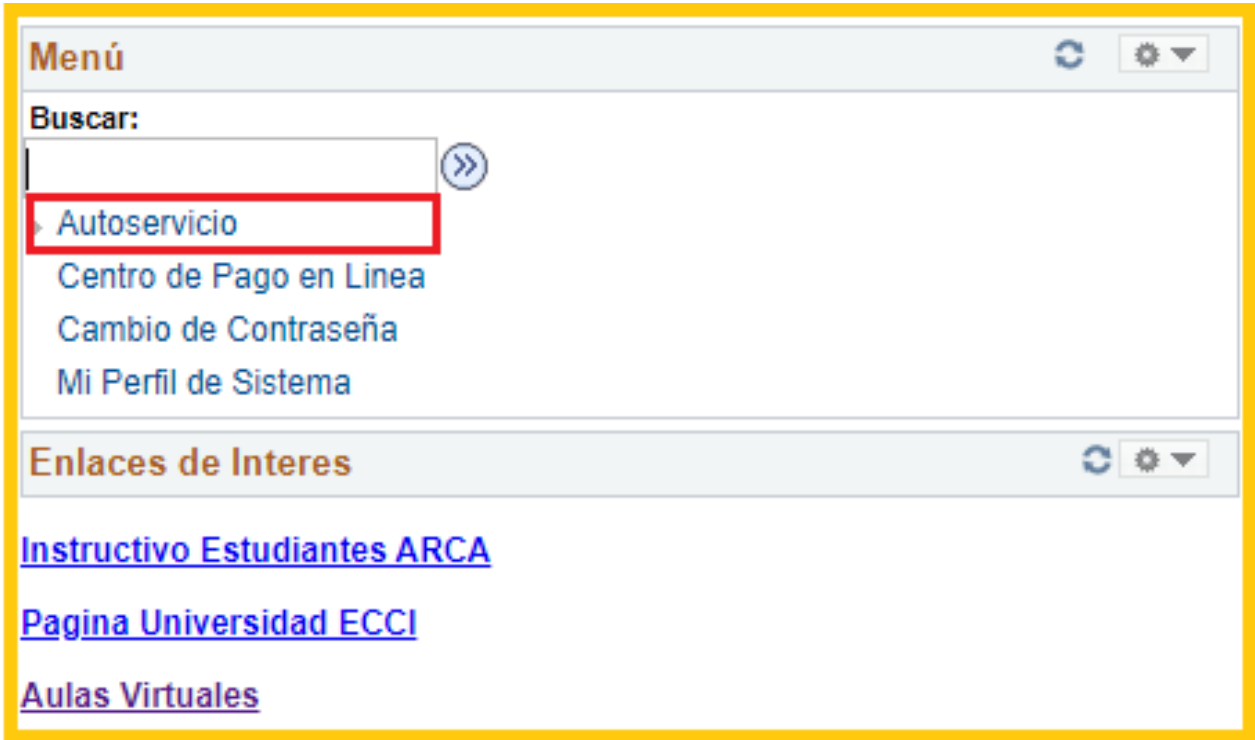 Menú
Buscar:
Autoservicio
Centro de Pago en Linea
Cambio de Contraseña
Mi Perfil de Sistema
Enlaces de Interes
Instructivo Estudiantes ARCA
Pagina Universidad ECCI
Aulas Virtuales